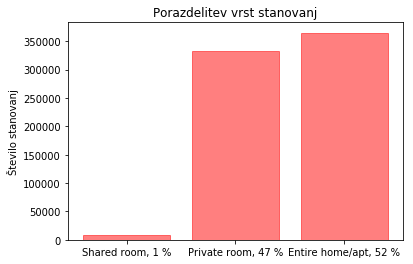 Porazdelitev vrst stanovanj
Število stanovanj
350000
300000
250000
200000
150000
100000
50000
0
Shared room, 1 %
Private room, 47 %
Entire home/apt, 52 %